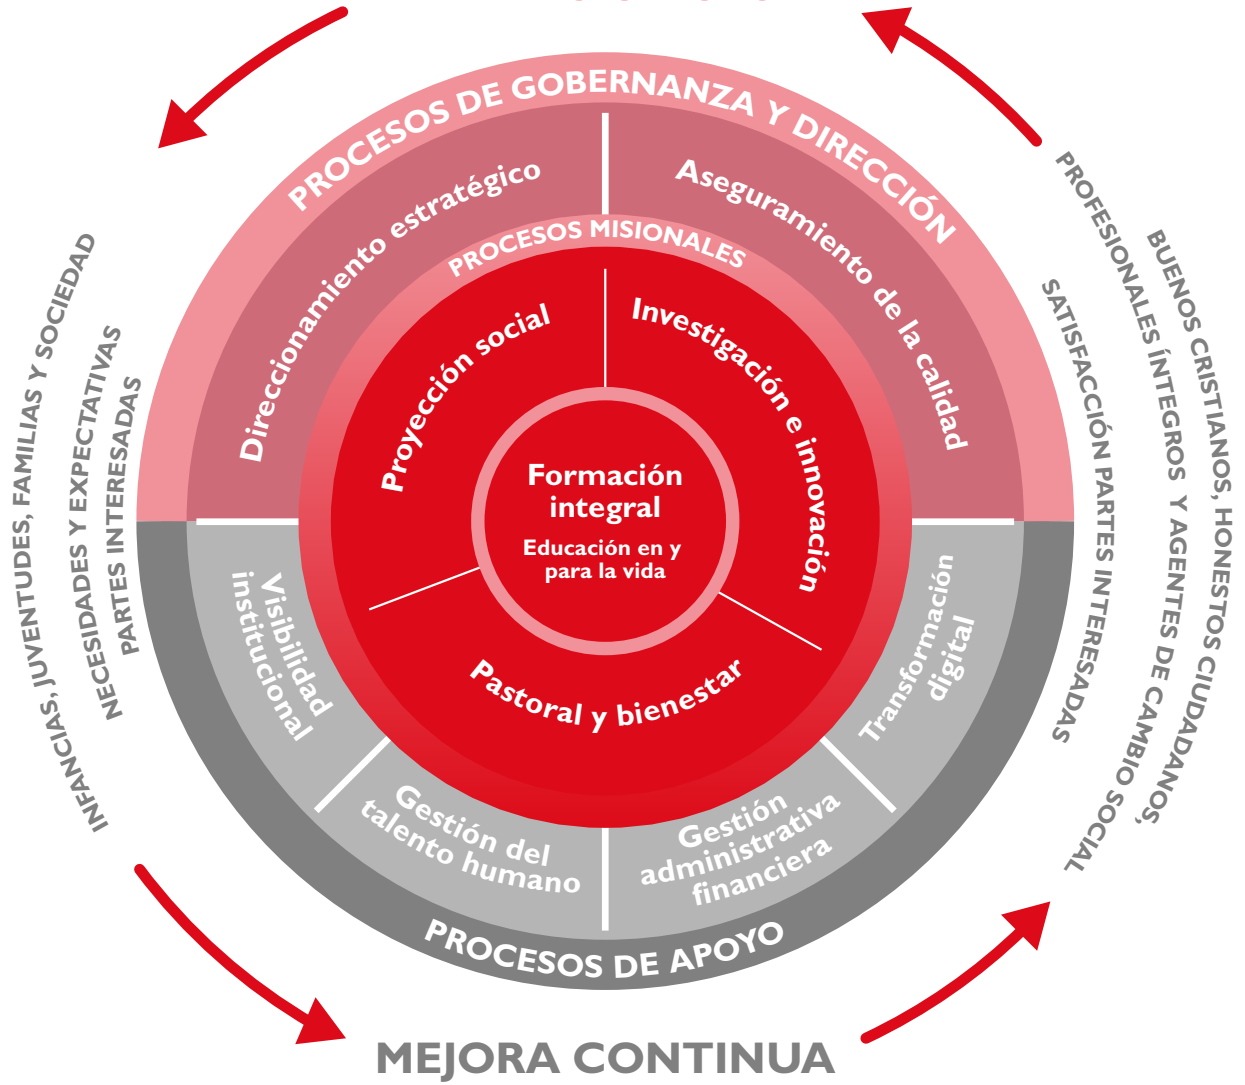 PROCESOS DE GOBERNANZA Y DIRECCIÓN
Direccionamiento estratégico
Aseguramiento de la calidad
PROCESOS MISIONALES
Proyección social
Investigación e innovación
Formación
integral
Educación en y
para la vida
Pastoral y bienestar
Visibilidad
institucional
Gestión del
talento humano
Gestión
administrativa
financiera
Transformación
digital
PROCESOS DE APOYO
INFANCIAS, JUVENTUDES, FAMILIAS Y SOCIEDAD
NECESIDADES Y EXPECTATIVAS
PARTES INTERESADAS
SATISFACCIÓN PARTES INTERESADAS
BUENOS CRISTIANOS, HONESTOS CIUDADANOS,
PROFESIONALES ÍNTEGROS Y AGENTES DE CAMBIO SOCIAL
MEJORA CONTINUA